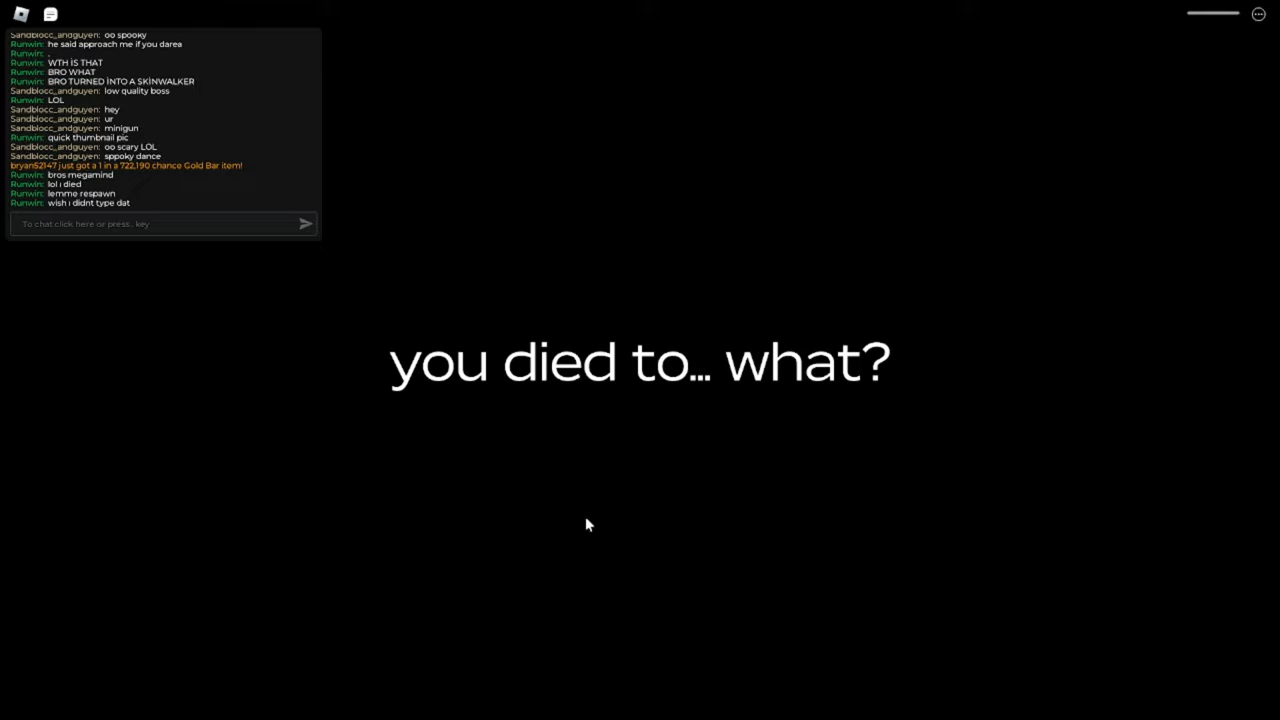 Sandblocc_andguyen: oo spooky
Runwin: he said approach me if you darea
Runwin: .
Runwin: WTH İS THAT
Runwin: BRO WHAT
Runwin: BRO TURNED İNTO A SKİNWALKER
Sandblocc_andguyen: low quality boss
Runwin: LOL
Sandblocc_andguyen: hey
Sandblocc_andguyen: ur
Sandblocc_andguyen: minigun
Runwin: quick thumbnail pic
Sandblocc_andguyen: oo scary LOL
Sandblocc_andguyen: sppoky dance
bryan52147 just got a 1 in a 722,190 chance Gold Bar item!
Runwin: bros megamind
Runwin: lol ı died
Runwin: lemme respawn
Runwin: wish ı didnt type dat
To chat click here or press . key
you died to... what?